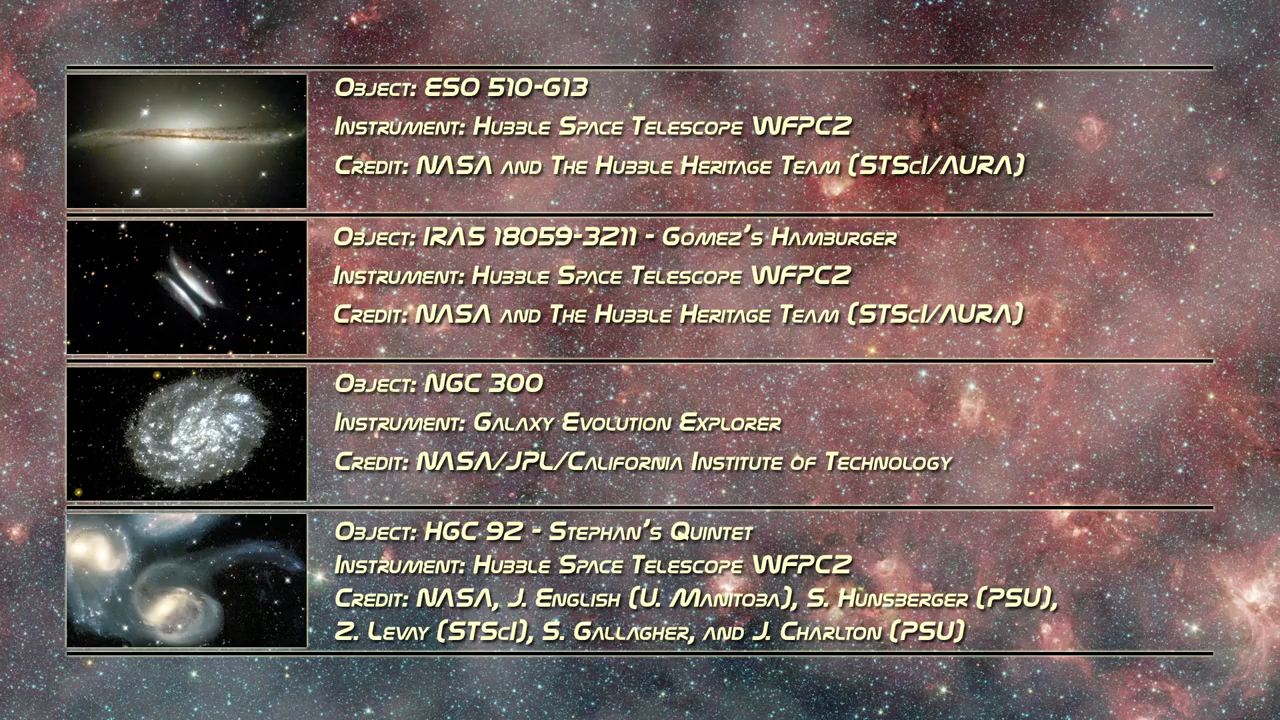 Object: ESO 510-G13
Instrument: Hubble Space Telescope WFPC2
Credit: NASA and The Hubble Heritage Team (STScI/AURA)
Object: IRAS 18059-3211 - Gomez's Hamburger
Instrument: Hubble Space Telescope WFPC2
Credit: NASA and The Hubble Heritage Team (STScI/AURA)
Object: NGC 300
Instrument: Galaxy Evolution Explorer
Credit: NASA/JPL/California Institute of Technology
Object: HGC 92 - Stephan's Quintet
Instrument: Hubble Space Telescope WFPC2
Credit: NASA, J. English (U. Manitoba), S. Hunsberger (PSU),
Z. Levay (STScI), S. Gallagher, and J. Charlton (PSU)